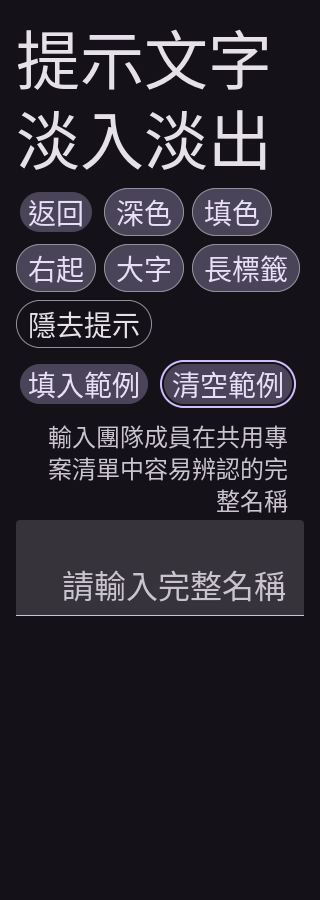 提示文字
淡入淡出
返回 深色 填色
右起 大字 長標籤
隱去提示
填入範例 清空範例
輸入團隊成員在共用專
案清單中容易辨認的完
整名稱
請輸入完整名稱